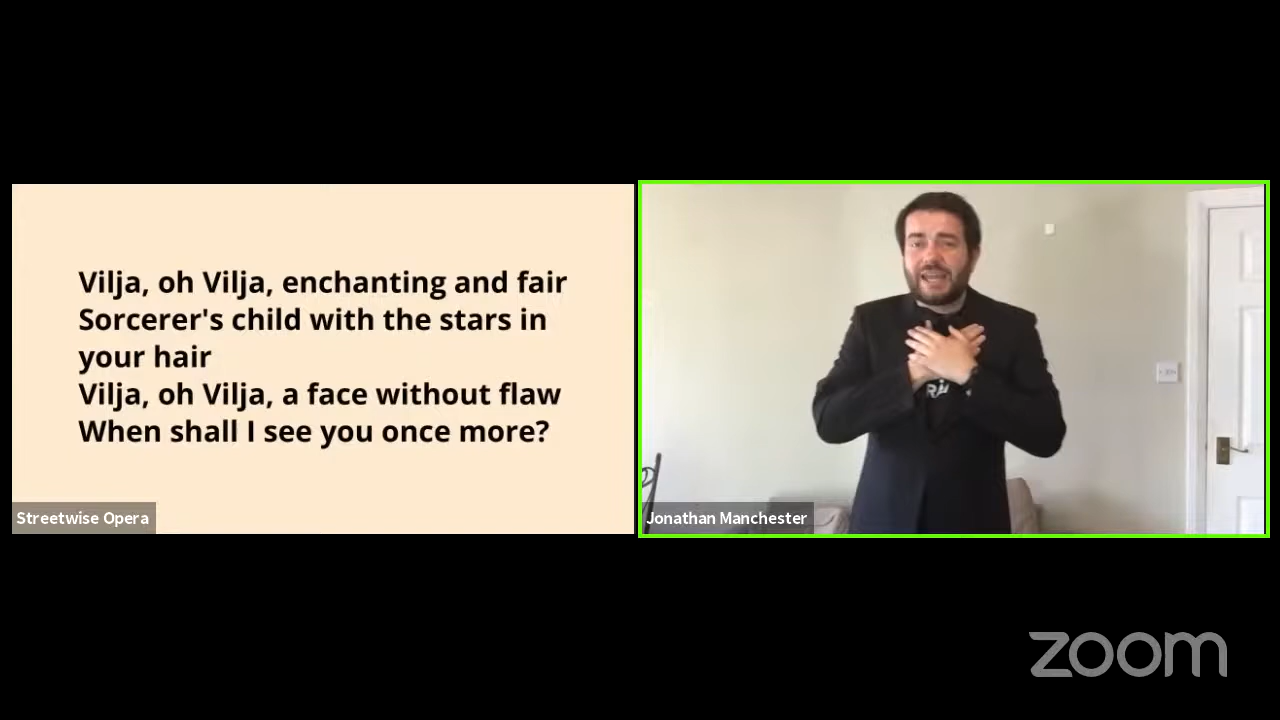 Vilja, oh Vilja, enchanting and fair
Sorcerer's child with the stars in
your hair
Vilja, oh Vilja, a face without flaw
When shall I see you once more?
Streetwise Opera
Jonathan Manchester
zoom